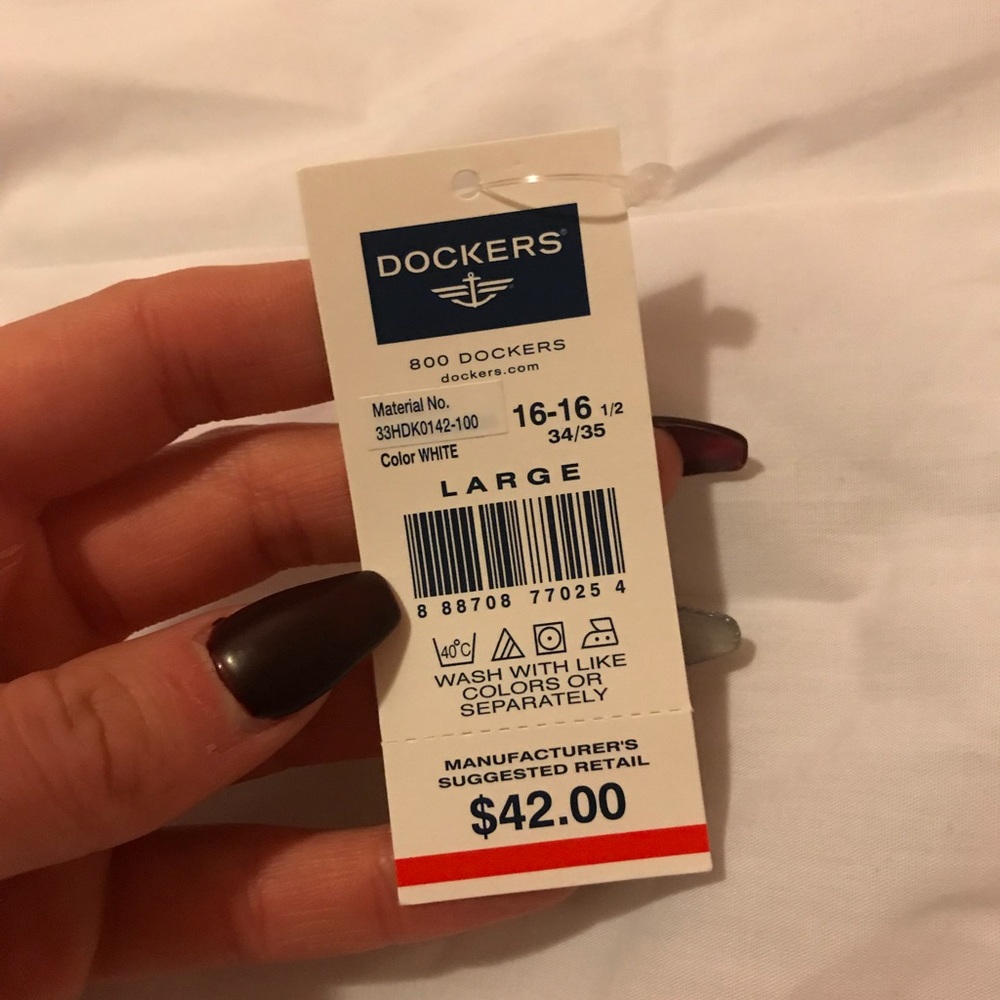 DOCKERS®
800 DOCKERS
dockers.com
Material No.
33HDK0142-100
Color WHITE
16-16 1/2
34/35
LARGE
8 88708 77025 4
40°C
WASH WITH LIKE
COLORS OR
SEPARATELY
MANUFACTURER'S
SUGGESTED RETAIL
$42.00